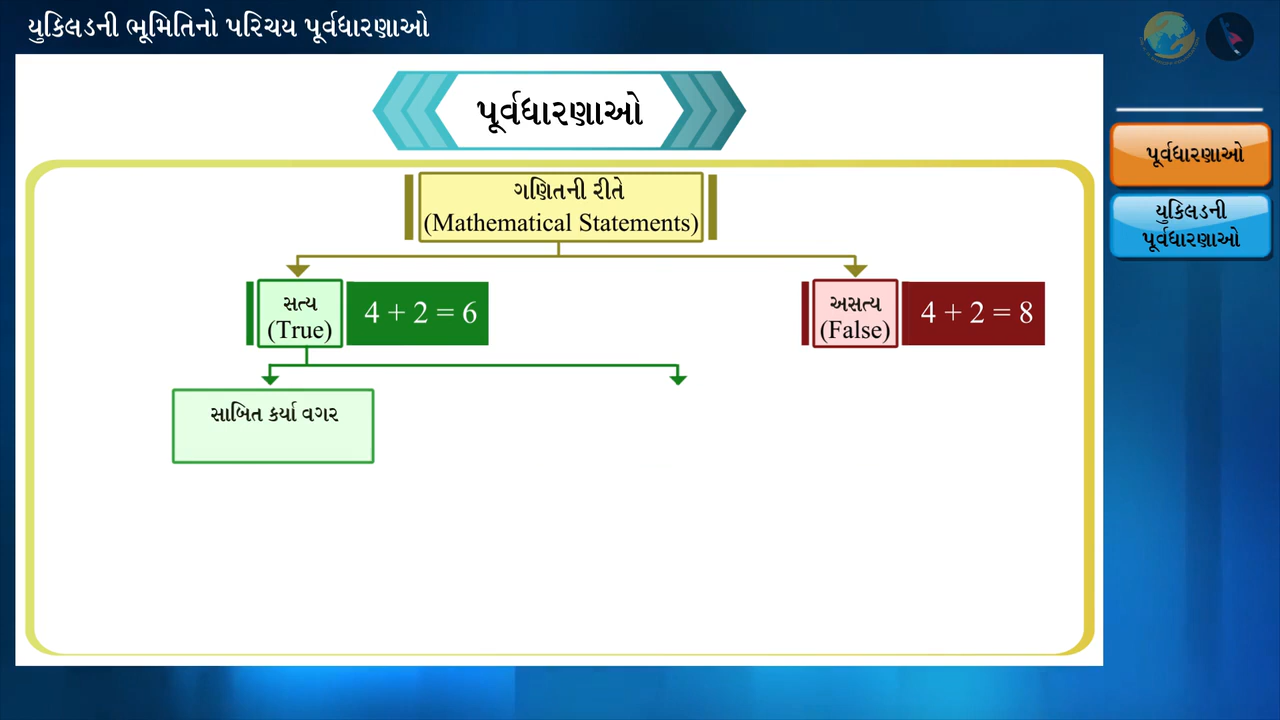 યુક્લિડની ભૂમિતિનો પરિચય પૂર્વધારણાઓ
પૂર્વધારણાઓ
ગણિતની રીતે
(Mathematical Statements)
સત્ય
(True)
4 + 2 = 6
અસત્ય
(False)
4 + 2 = 8
સાબિત કર્યા વગર
પૂર્વધારણાઓ
યુક્લિડની
પૂર્વધારણાઓ